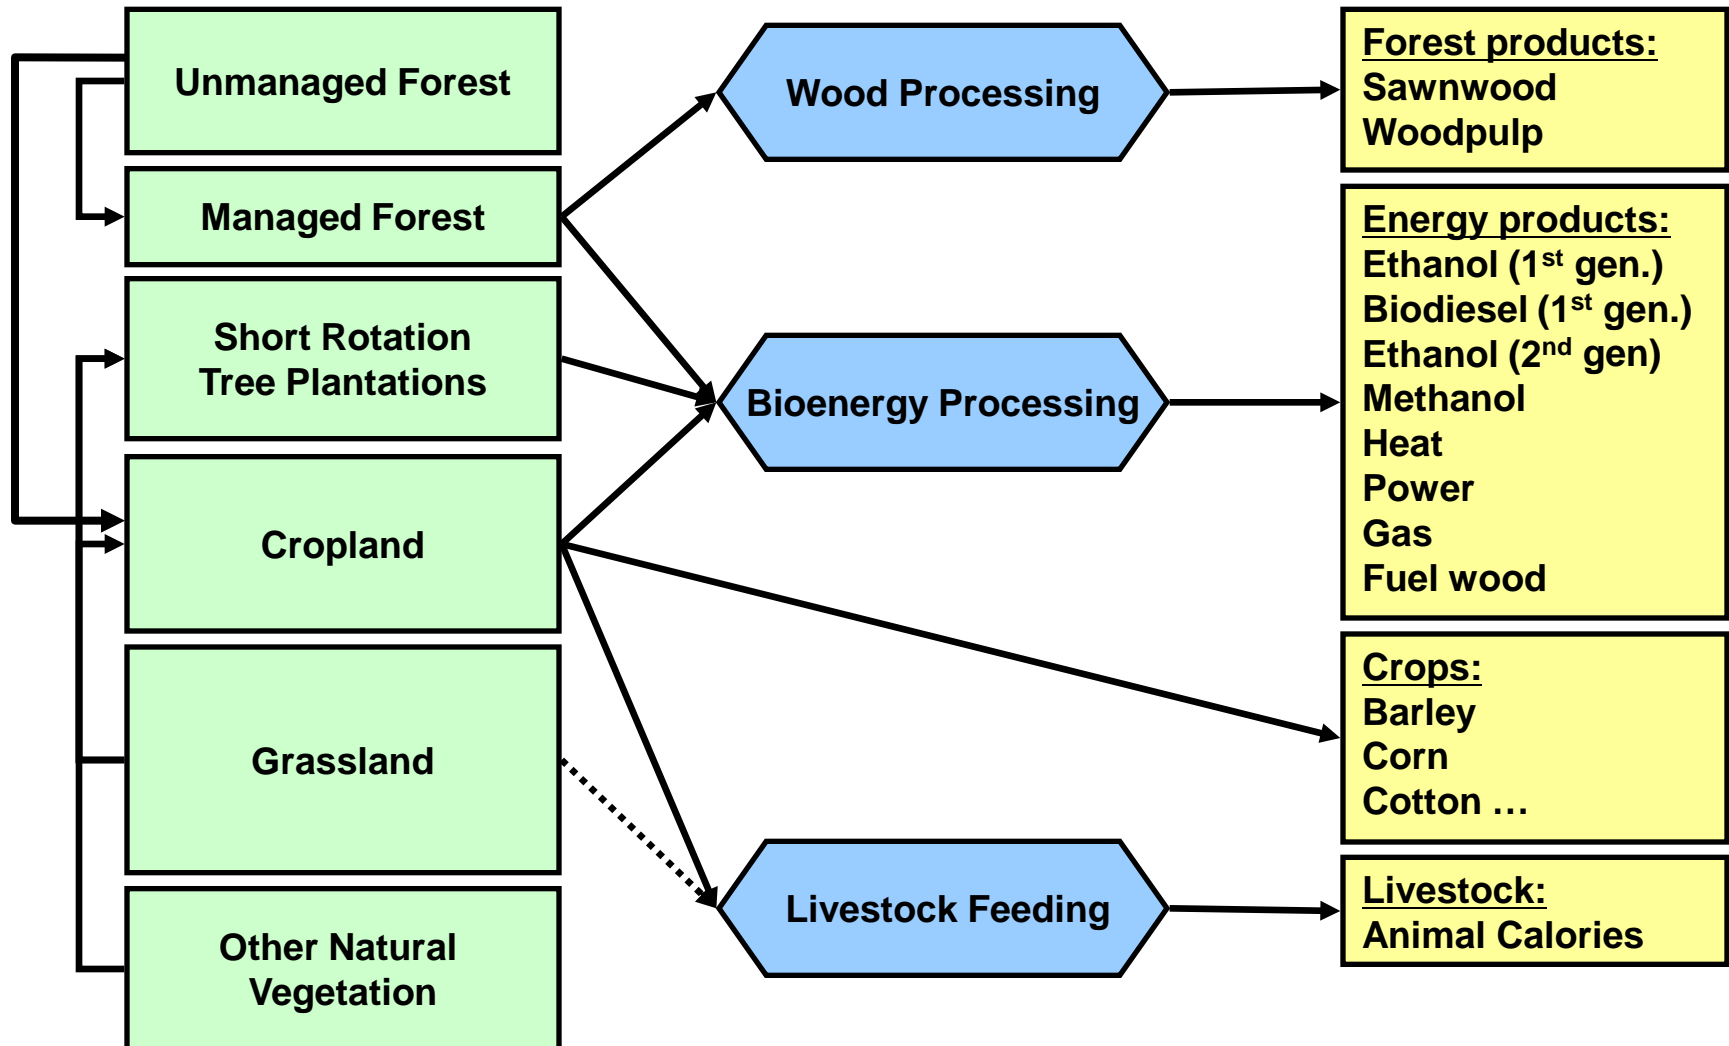 Unmanaged Forest
Managed Forest
Short Rotation
Tree Plantations
Cropland
Grassland
Other Natural
Vegetation
Wood Processing
Bioenergy Processing
Livestock Feeding
Forest products:
Sawnwood
Woodpulp
Energy products:
Ethanol (1st gen.)
Biodiesel (1st gen.)
Ethanol (2nd gen)
Methanol
Heat
Power
Gas
Fuel wood
Crops:
Barley
Corn
Cotton …
Livestock:
Animal Calories